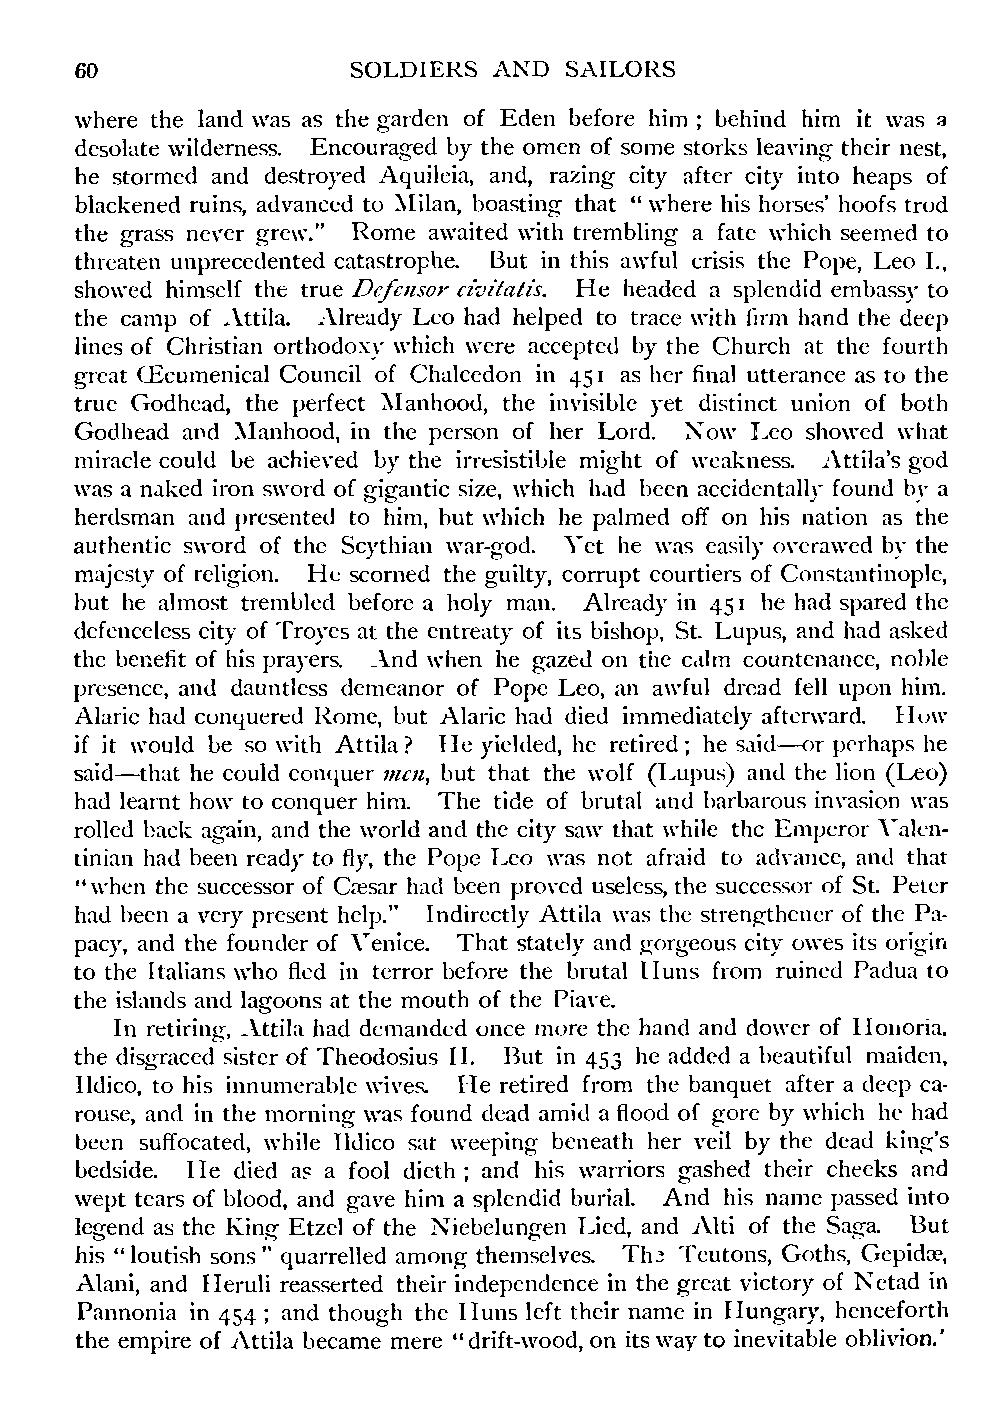 60 SOLDIERS AND SAILORS
where the land was as the garden of Eden before him ; behind him it was a
desolate wilderness. Encouraged by the omen of some storks leaving their nest,
he stormed and destroyed Aquileia, and, razing city after city into heaps of
blackened ruins, advanced to Milan, boasting that “ where his horses’ hoofs trod
the grass never grew.” Rome awaited with trembling a fate which seemed to
threaten unprecedented catastrophe. But in this awful crisis the Pope, Leo I.,
showed himself the true Defensor civitatis. He headed a splendid embassy to
the camp of Attila. Already Leo had helped to trace with firm hand the deep
lines of Christian orthodoxy which were accepted by the Church at the fourth
great Œcumenical Council of Chalcedon in 451 as her final utterance as to the
true Godhead, the perfect Manhood, the invisible yet distinct union of both
Godhead and Manhood, in the person of her Lord. Now Leo showed what
miracle could be achieved by the irresistible might of weakness. Attila’s god
was a naked iron sword of gigantic size, which had been accidentally found by a
herdsman and presented to him, but which he palmed off on his nation as the
authentic sword of the Scythian war-god. Yet he was easily overawed by the
majesty of religion. He scorned the guilty, corrupt courtiers of Constantinople,
but he almost trembled before a holy man. Already in 451 he had spared the
defenceless city of Troyes at the entreaty of its bishop, St. Lupus, and had asked
the benefit of his prayers. And when he gazed on the calm countenance, noble
presence, and dauntless demeanor of Pope Leo, an awful dread fell upon him.
Alaric had conquered Rome, but Alaric had died immediately afterward. How
if it would be so with Attila? He yielded, he retired; he said—or perhaps he
said—that he could conquer men, but that the wolf (Lupus) and the lion (Leo)
had learnt how to conquer him. The tide of brutal and barbarous invasion was
rolled back again, and the world and the city saw that while the Emperor Valen-
tinian had been ready to fly, the Pope Leo was not afraid to advance, and that
“when the successor of Cæsar had been proved useless, the successor of St. Peter
had been a very present help.” Indirectly Attila was the strengthener of the Pa-
pacy, and the founder of Venice. That stately and gorgeous city owes its origin
to the Italians who fled in terror before the brutal Huns from ruined Padua to
the islands and lagoons at the mouth of the Piave.
In retiring, Attila had demanded once more the hand and dower of Honoria,
the disgraced sister of Theodosius II. But in 453 he added a beautiful maiden,
Ildico, to his innumerable wives. He retired from the banquet after a deep ca-
rouse, and in the morning was found dead amid a flood of gore by which he had
been suffocated, while Ildico sat weeping beneath her veil by the dead king’s
bedside. He died as a fool dieth ; and his warriors gashed their cheeks and
wept tears of blood, and gave him a splendid burial. And his name passed into
legend as the King Etzel of the Niebelungen Lied, and Alti of the Saga. But
his “ loutish sons ” quarrelled among themselves. The Teutons, Goths, Gepidæ,
Alani, and Heruli reasserted their independence in the great victory of Netad in
Pannonia in 454 ; and though the Huns left their name in Hungary, henceforth
the empire of Attila became mere “ drift-wood, on its way to inevitable oblivion.’